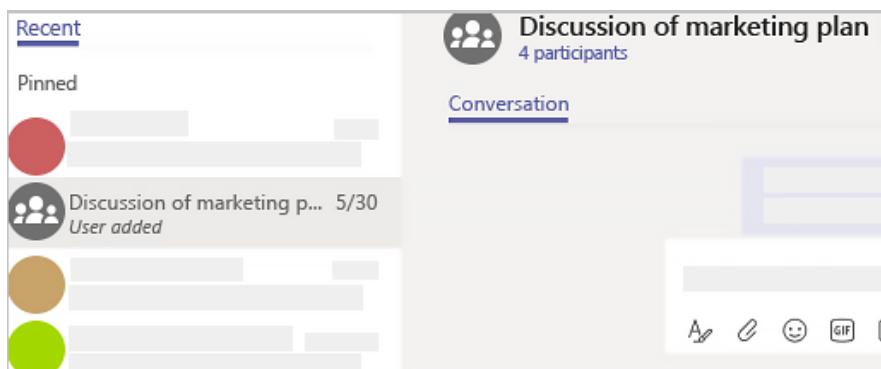 Recent
Pinned
Discussion of marketing p... 5/30
User added
Discussion of marketing plan
4 participants
Conversation
GIF